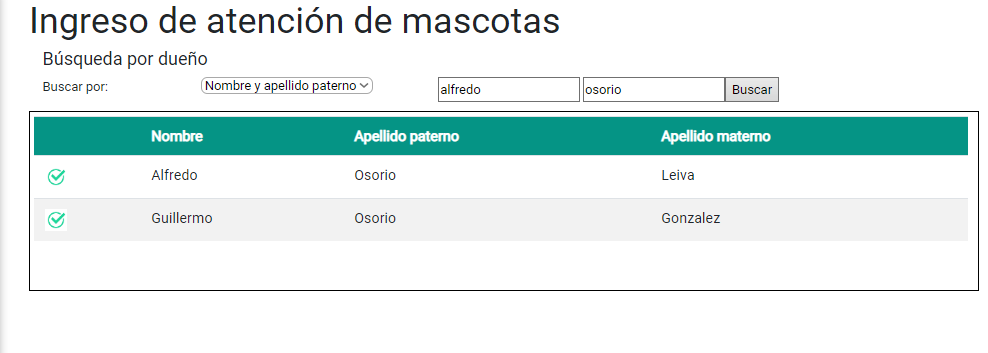 Ingreso de atención de mascotas
Búsqueda por dueño
Buscar por: Nombre y apellido paterno alfredo osorio Buscar
Nombre Apellido paterno Apellido materno
Alfredo Osorio Leiva
Guillermo Osorio Gonzalez